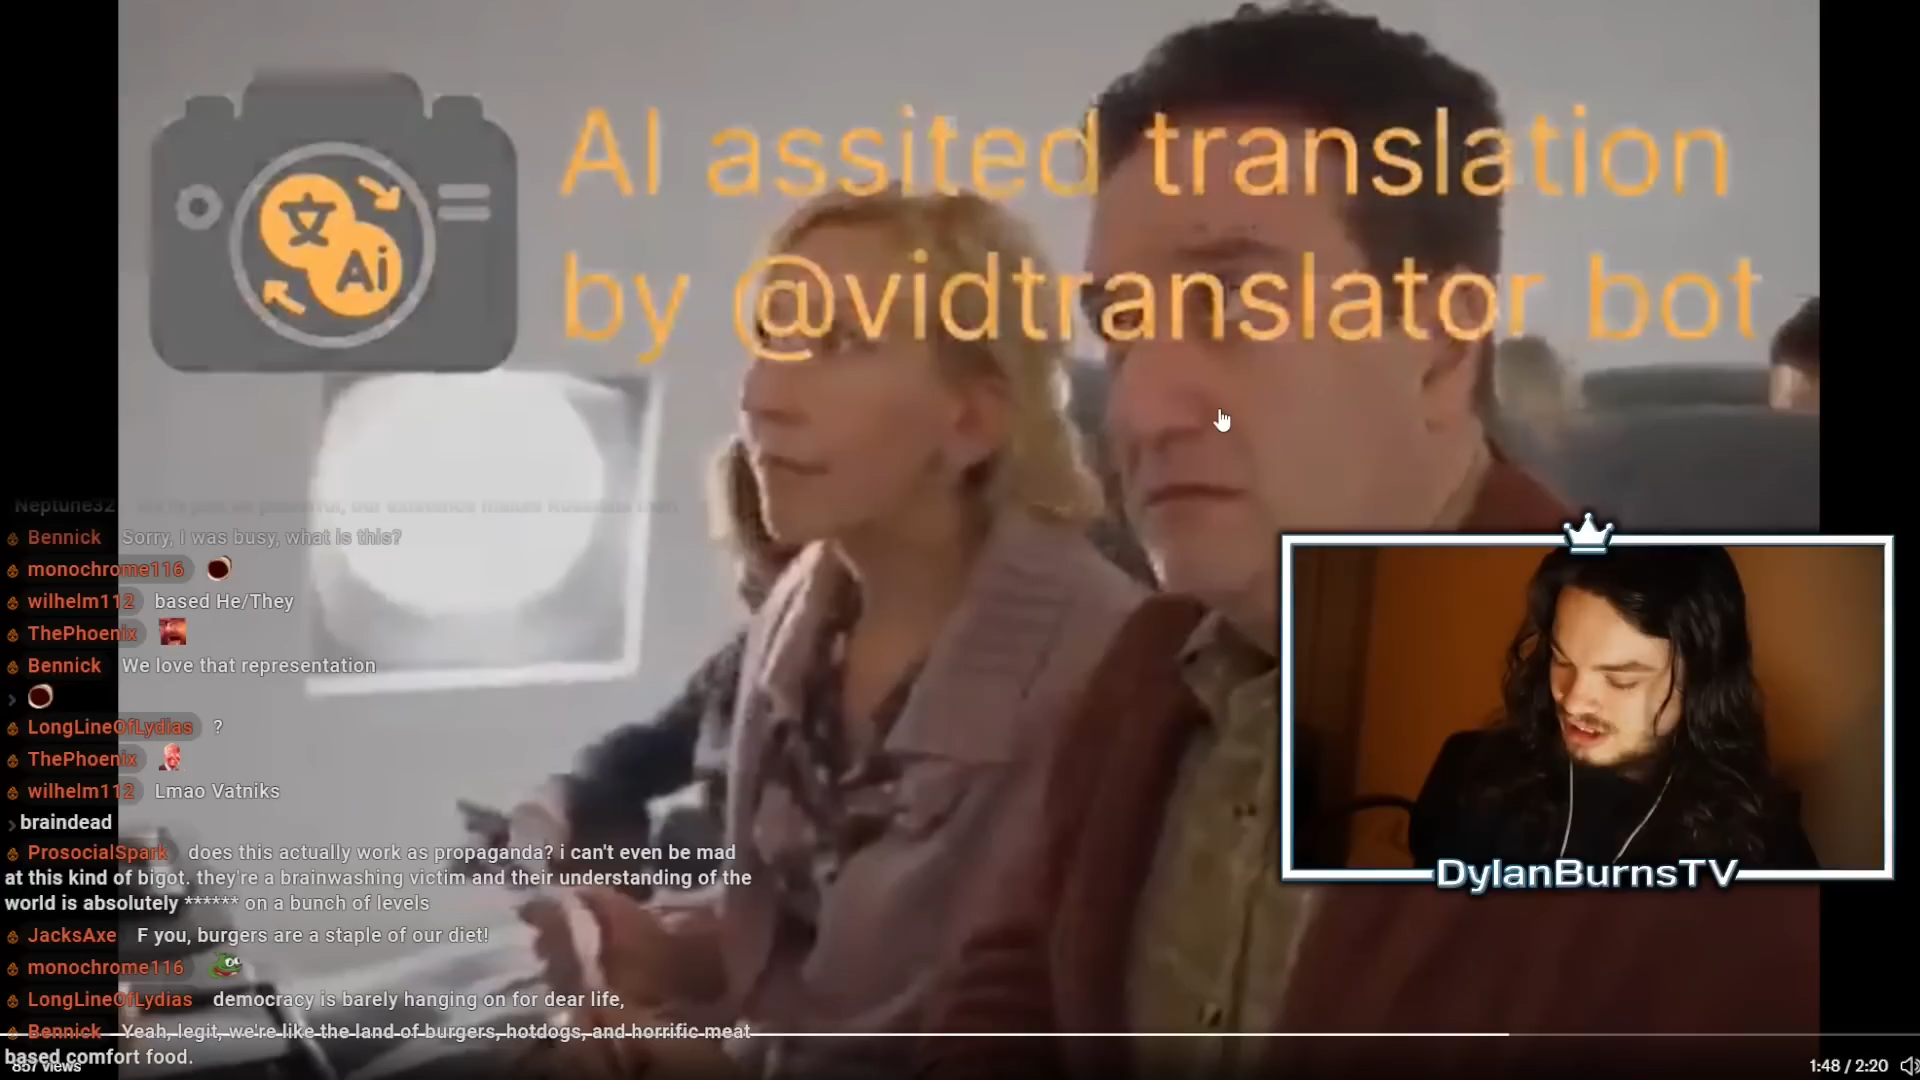 AI assited translation
by @vidtranslator bot
文
Ai
Neptune32
Bennick Sorry, I was busy, what is this?
monochrome116
wilhelm112 based He/They
ThePhoenix
Bennick We love that representation
LongLineOfLydias ?
ThePhoenix
wilhelm112 Lmao Vatniks
braindead
ProsocialSpark does this actually work as propaganda? i can't even be mad
at this kind of bigot. they're a brainwashing victim and their understanding of the
world is absolutely ****** on a bunch of levels
JacksAxe F you, burgers are a staple of our diet!
monochrome116
LongLineOfLydias democracy is barely hanging on for dear life,
Bennick Yeah, legit, we're like the land of burgers, hotdogs, and horrific meat
based comfort food.
857 views
DylanBurnsTV
1:48 / 2:20